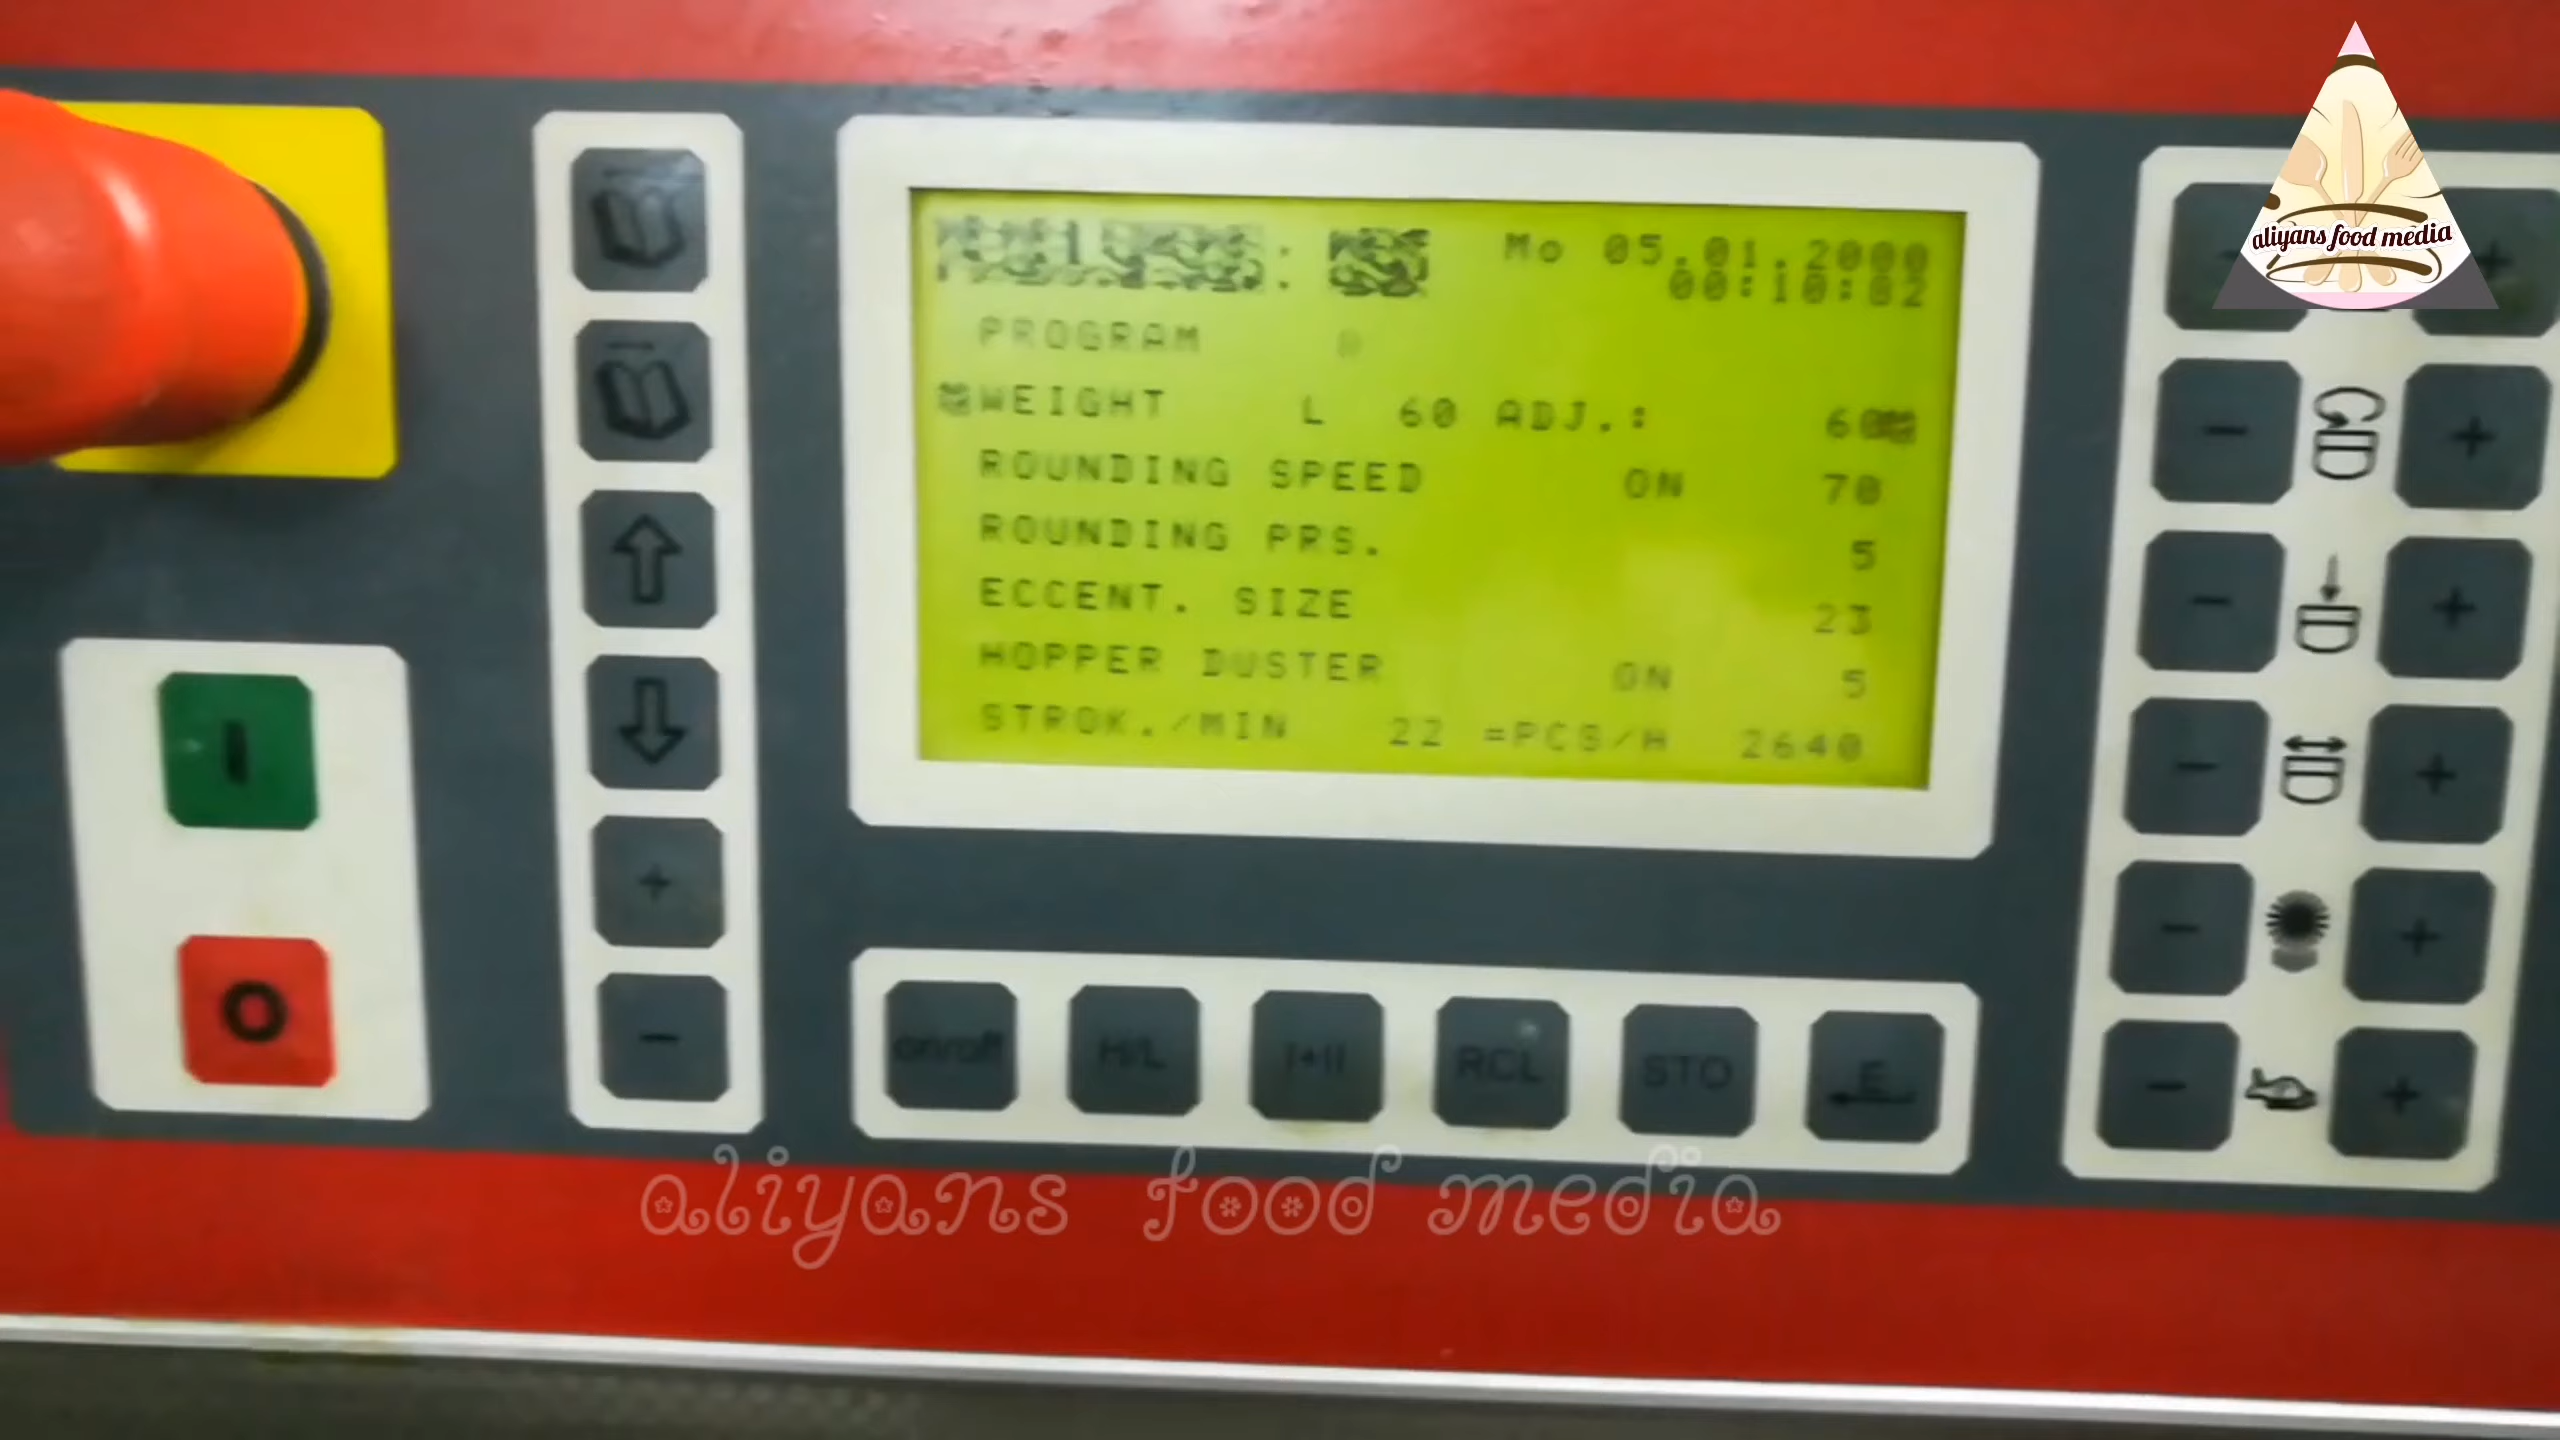 aliyans food media
Mo 05.01.2000
00:10:02
PROGRAM
WEIGHT L 60 ADJ.: 60
ROUNDING SPEED ON 70
ROUNDING PRS. 5
ECCENT. SIZE 23
HOPPER DUSTER ON 5
STROK./MIN 22 =PCS/H 2640
I
O
+
-
on/off H/L I+II RCL STO E
- +
- +
- +
- +
- +
- +
aliyans food media